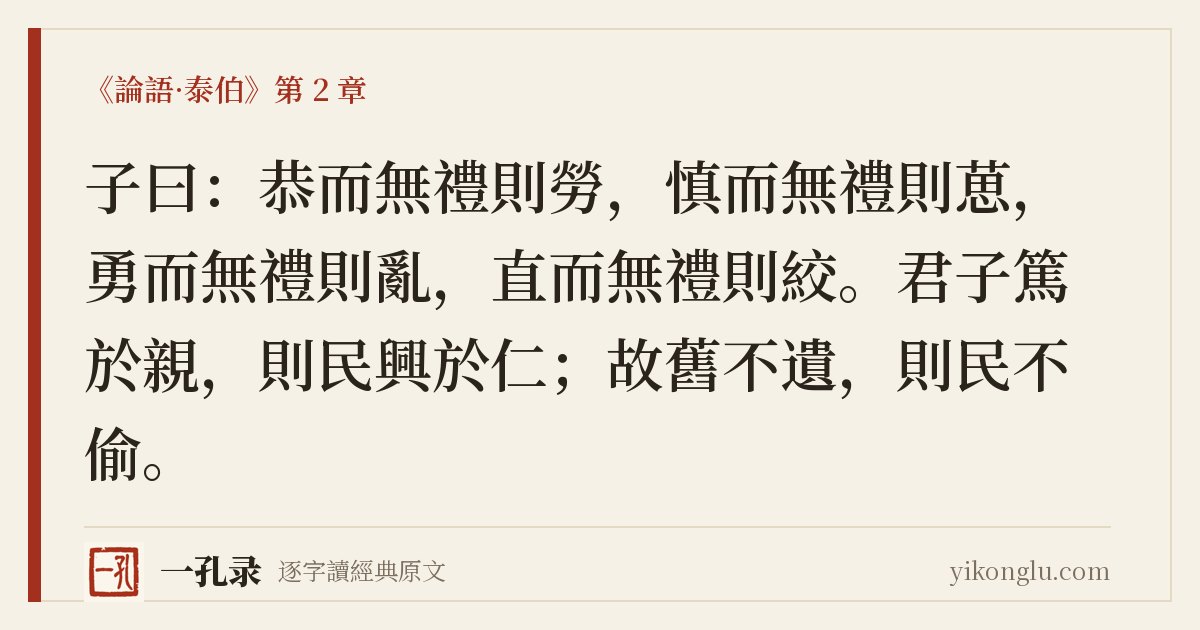 《論語·泰伯》第 2 章
子曰：恭而無禮則勞，慎而無禮則葸，
勇而無禮則亂，直而無禮則絞。君子篤
於親，則民興於仁；故舊不遺，則民不
偷。
一孔
一孔录 逐字讀經典原文 yikonglu.com